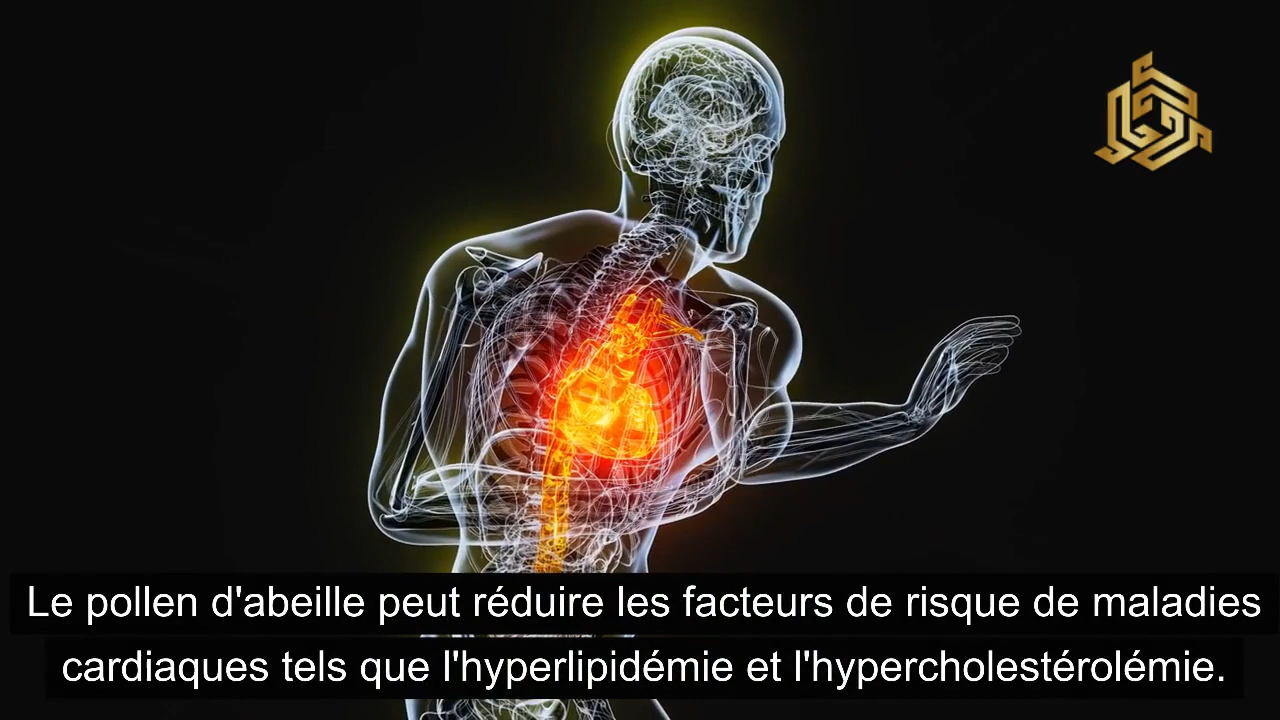 Le pollen d'abeille peut réduire les facteurs de risque de maladies
cardiaques tels que l'hyperlipidémie et l'hypercholestérolémie.